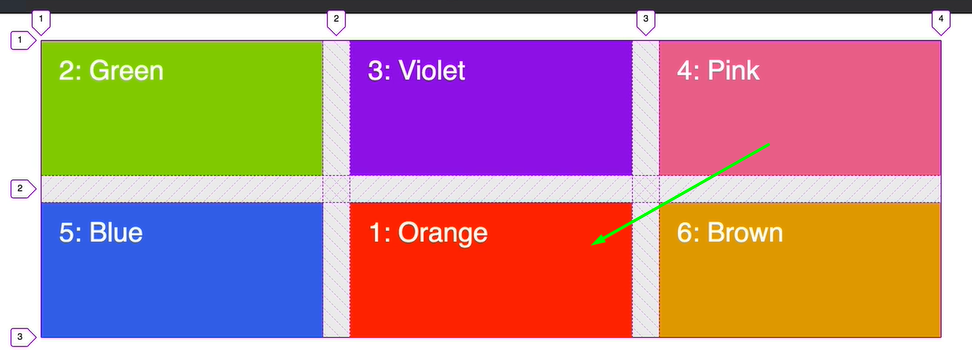 1 2 3 4
1
2: Green 3: Violet 4: Pink
2
5: Blue 1: Orange 6: Brown
3